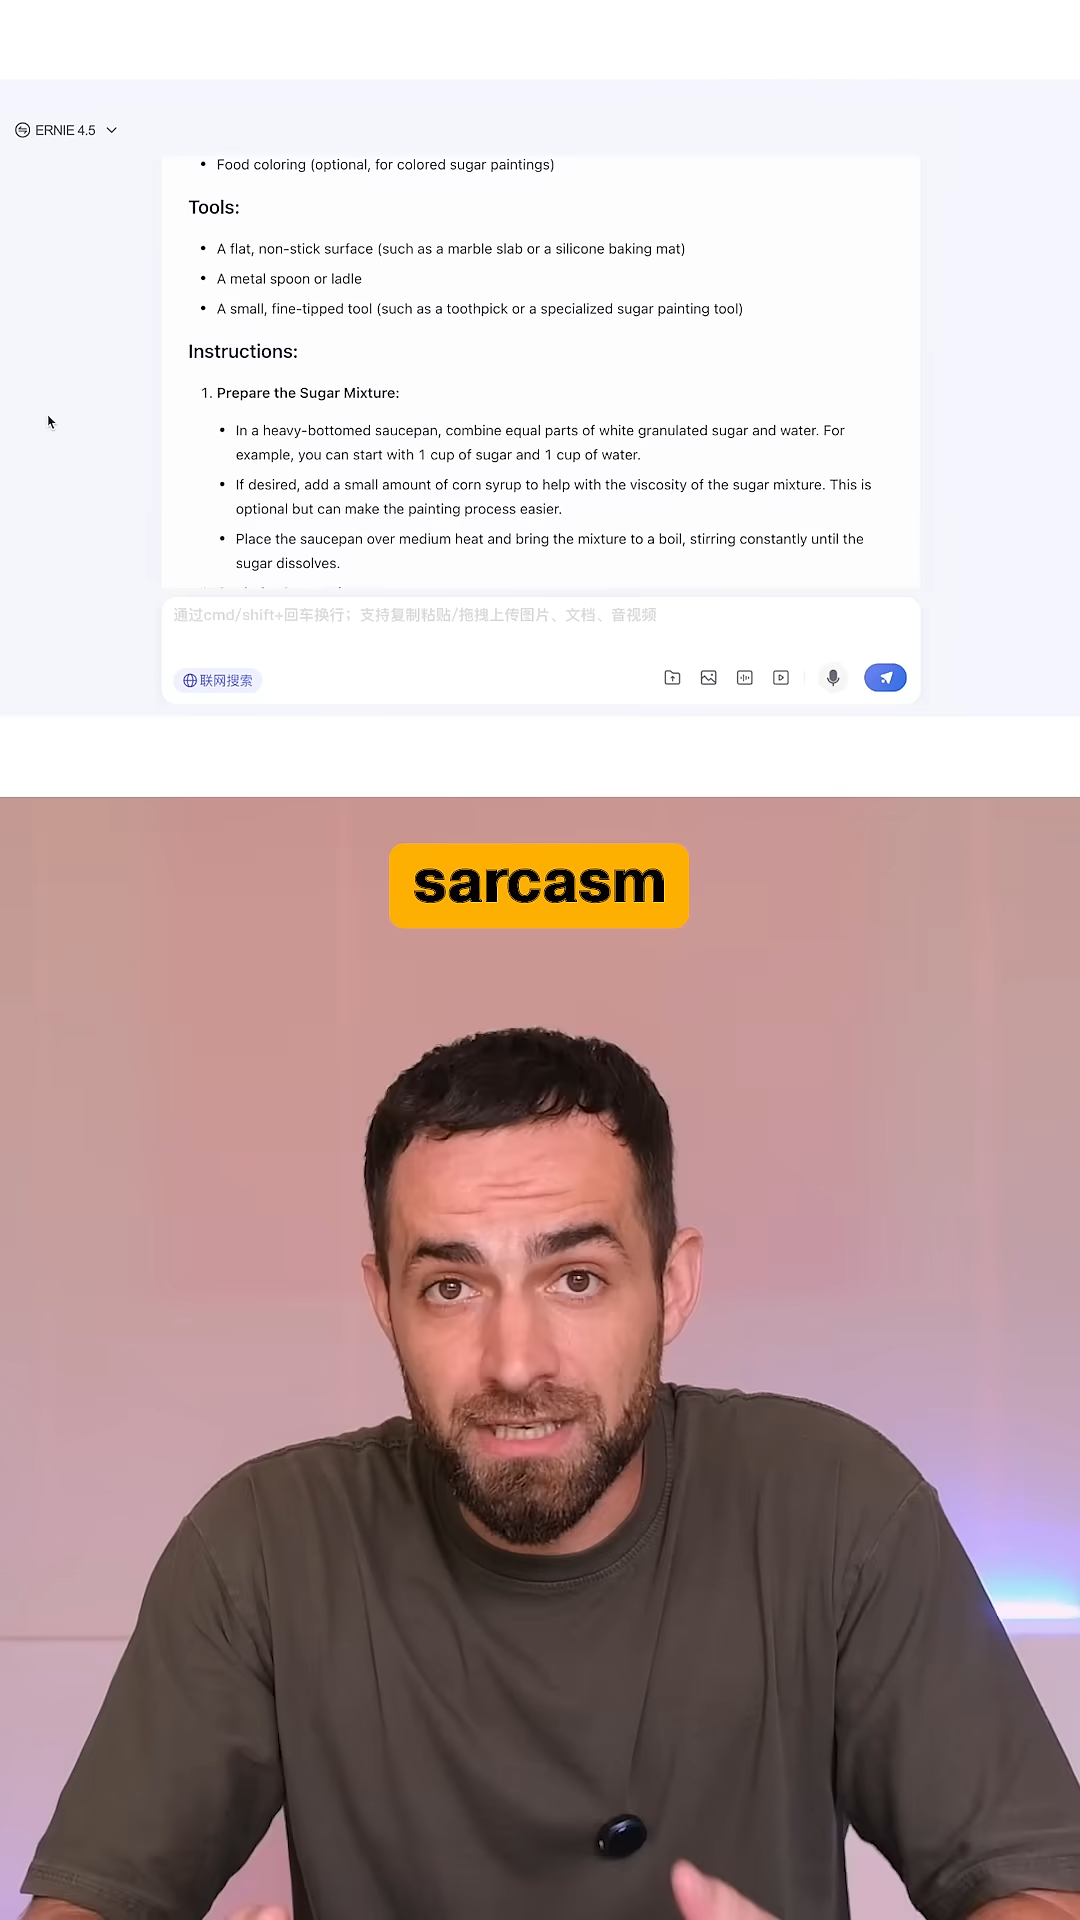 ERNIE 4.5
• Food coloring (optional, for colored sugar paintings)
Tools:
• A flat, non-stick surface (such as a marble slab or a silicone baking mat)
• A metal spoon or ladle
• A small, fine-tipped tool (such as a toothpick or a specialized sugar painting tool)
Instructions:
1. Prepare the Sugar Mixture:
• In a heavy-bottomed saucepan, combine equal parts of white granulated sugar and water. For
example, you can start with 1 cup of sugar and 1 cup of water.
• If desired, add a small amount of corn syrup to help with the viscosity of the sugar mixture. This is
optional but can make the painting process easier.
• Place the saucepan over medium heat and bring the mixture to a boil, stirring constantly until the
sugar dissolves.
通过cmd/shift+回车换行；支持复制粘贴/拖拽上传图片、文档、音视频
联网搜索
sarcasm